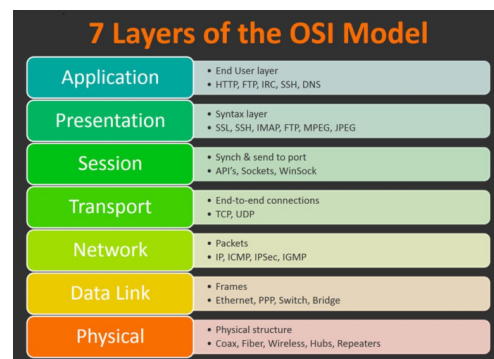 7 Layers of the OSI Model
Application
• End User layer
• HTTP, FTP, IRC, SSH, DNS
Presentation
• Syntax layer
• SSL, SSH, IMAP, FTP, MPEG, JPEG
Session
• Synch & send to port
• API's, Sockets, WinSock
Transport
• End-to-end connections
• TCP, UDP
Network
• Packets
• IP, ICMP, IPSec, IGMP
Data Link
• Frames
• Ethernet, PPP, Switch, Bridge
Physical
• Physical structure
• Coax, Fiber, Wireless, Hubs, Repeaters